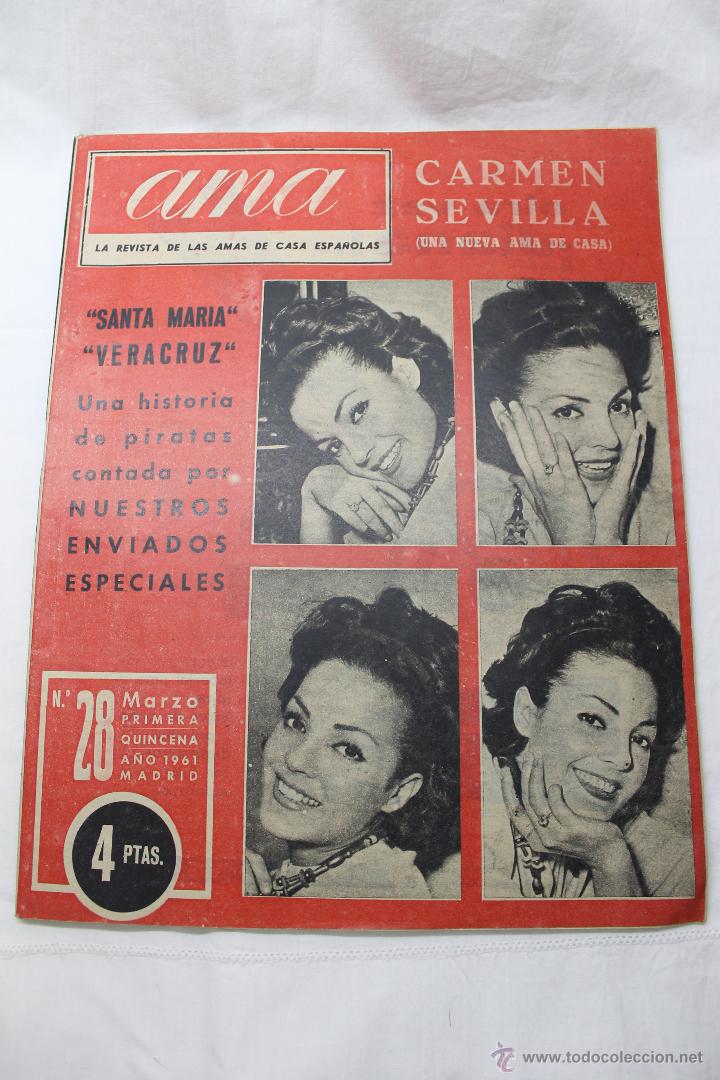 ama
LA REVISTA DE LAS AMAS DE CASA ESPAÑOLAS
CARMEN
SEVILLA
(UNA NUEVA AMA DE CASA)
"SANTA MARIA"
"VERACRUZ"
Una historia
de piratas
contada por
NUESTROS
ENVIADOS
ESPECIALES
N.º 28
Marzo
PRIMERA
QUINCENA
AÑO 1961
MADRID
4 PTAS.
© www.todocoleccion.net